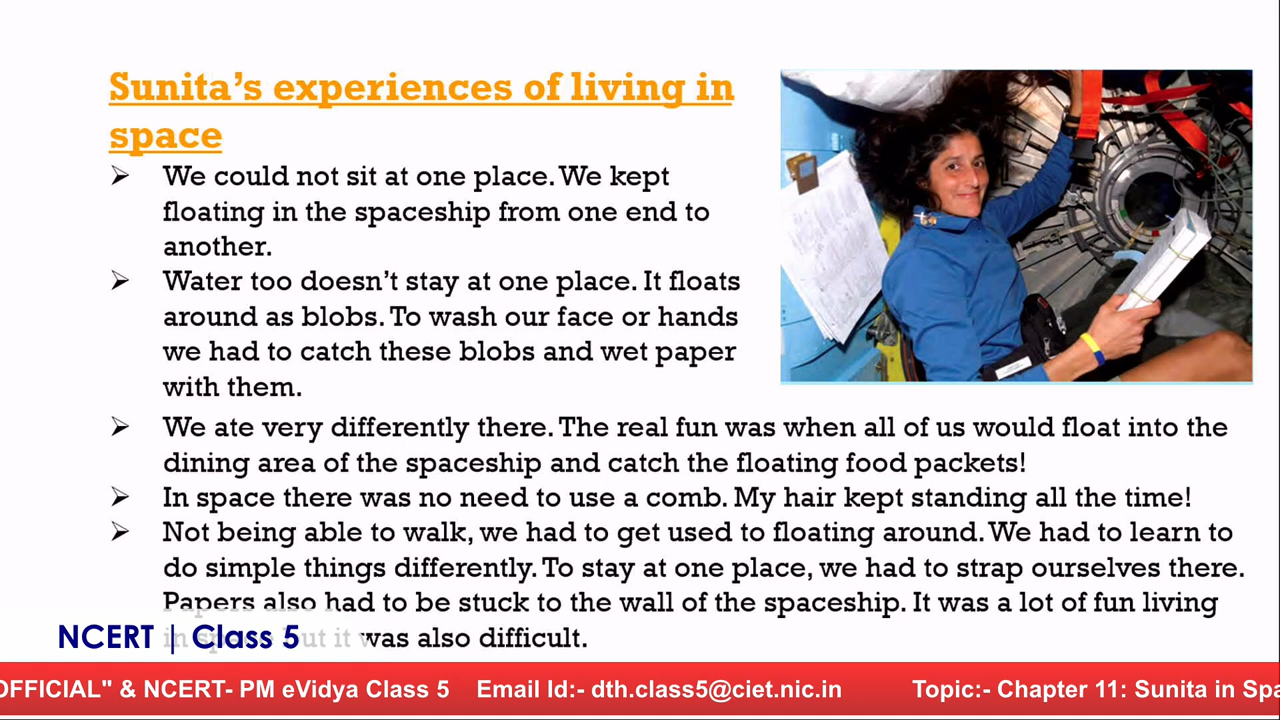 Sunita's experiences of living in
space
➢ We could not sit at one place. We kept
floating in the spaceship from one end to
another.
➢ Water too doesn't stay at one place. It floats
around as blobs. To wash our face or hands
we had to catch these blobs and wet paper
with them.
➢ We ate very differently there. The real fun was when all of us would float into the
dining area of the spaceship and catch the floating food packets!
➢ In space there was no need to use a comb. My hair kept standing all the time!
➢ Not being able to walk, we had to get used to floating around. We had to learn to
do simple things differently. To stay at one place, we had to strap ourselves there.
Papers also had to be stuck to the wall of the spaceship. It was a lot of fun living
in space but it was also difficult.
NCERT | Class 5
OFFICIAL" & NCERT- PM eVidya Class 5 Email Id:- dth.class5@ciet.nic.in Topic:- Chapter 11: Sunita in Spa